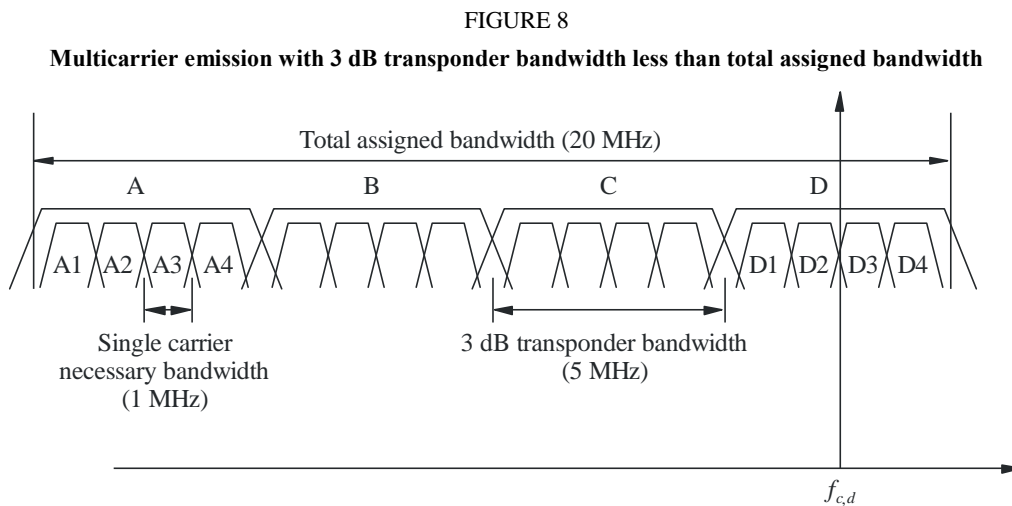 FIGURE 8
Multicarrier emission with 3 dB transponder bandwidth less than total assigned bandwidth
Total assigned bandwidth (20 MHz)
A B C D
A1 A2 A3 A4 D1 D2 D3 D4
Single carrier
necessary bandwidth
(1 MHz)
3 dB transponder bandwidth
(5 MHz)
f_{c,d}